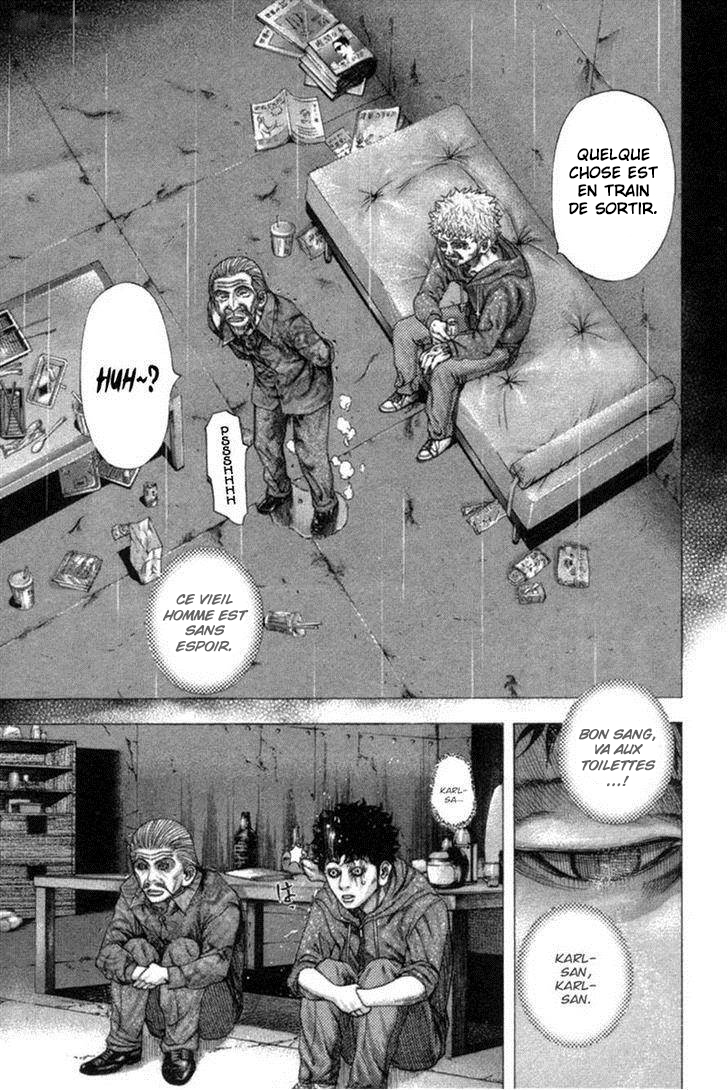 QUELQUE
CHOSE EST
EN TRAIN
DE SORTIR.
HUH~?
PSSSHHHH
CE VIEIL
HOMME EST
SANS
ESPOIR.
BON SANG,
VA AUX
TOILETTES
...!
KARL-
SAN,
KARL-
SAN.
KARL-
SA...
は、